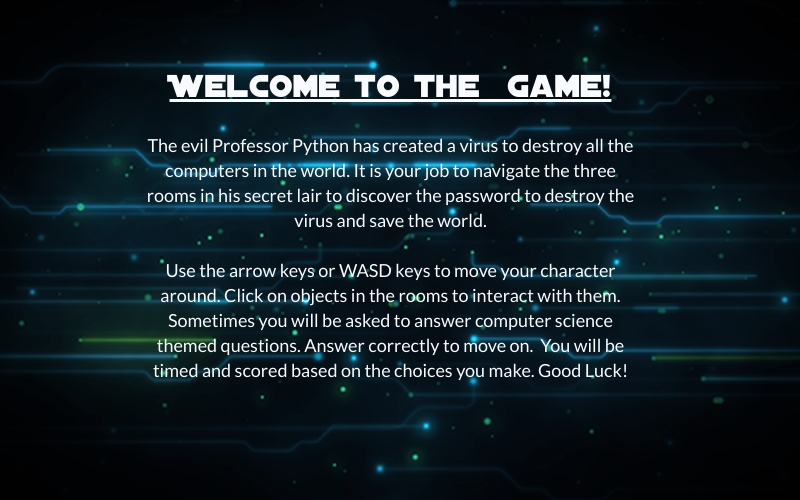 WELCOME TO THE GAME!
The evil Professor Python has created a virus to destroy all the
computers in the world. It is your job to navigate the three
rooms in his secret lair to discover the password to destroy the
virus and save the world.
Use the arrow keys or WASD keys to move your character
around. Click on objects in the rooms to interact with them.
Sometimes you will be asked to answer computer science
themed questions. Answer correctly to move on. You will be
timed and scored based on the choices you make. Good Luck!